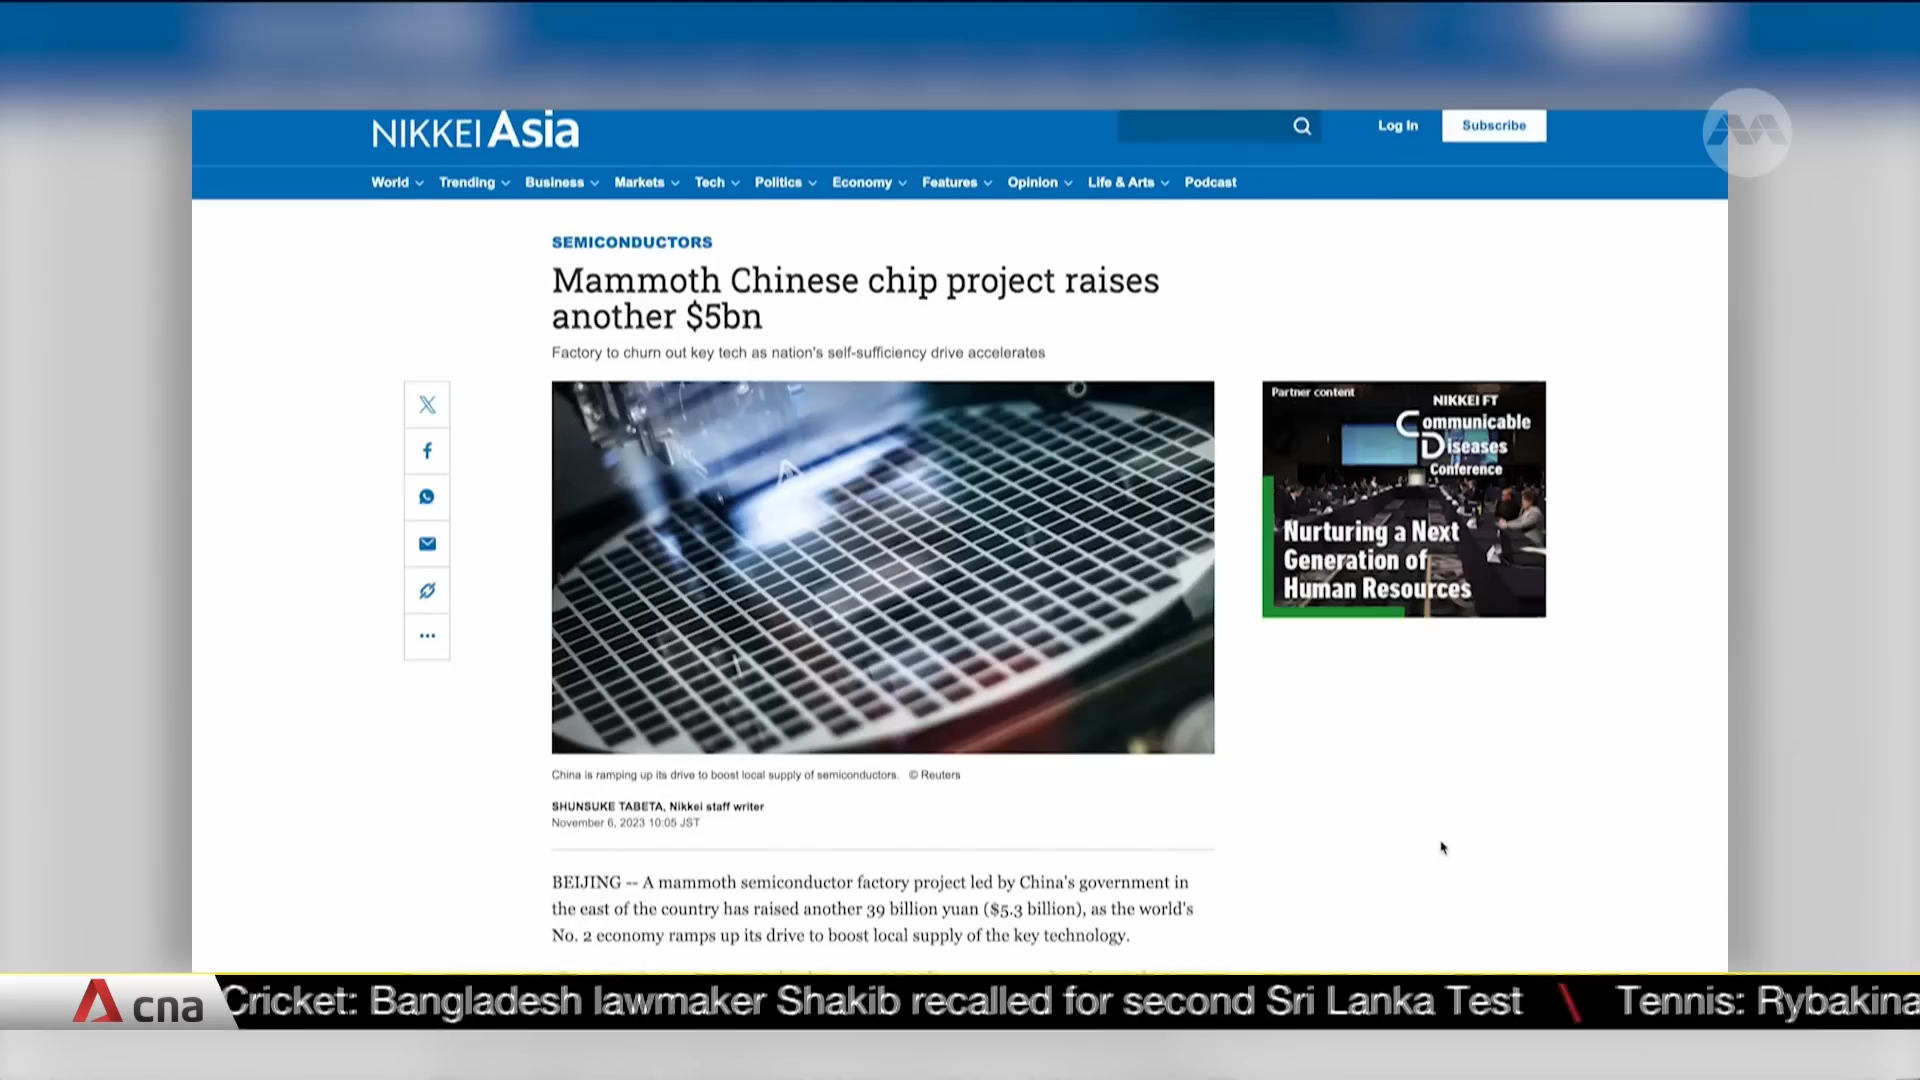 NIKKEI Asia
Log In
Subscribe
World
Trending
Business
Markets
Tech
Politics
Economy
Features
Opinion
Life & Arts
Podcast
SEMICONDUCTORS
Mammoth Chinese chip project raises
another $5bn
Factory to churn out key tech as nation's self-sufficiency drive accelerates
Partner content
NIKKEI FT
Communicable
Diseases
Conference
Nurturing a Next
Generation of
Human Resources
China is ramping up its drive to boost local supply of semiconductors. © Reuters
SHUNSUKE TABETA, Nikkei staff writer
November 6, 2023 10:05 JST
BEIJING -- A mammoth semiconductor factory project led by China's government in
the east of the country has raised another 39 billion yuan ($5.3 billion), as the world's
No. 2 economy ramps up its drive to boost local supply of the key technology.
cna
Cricket: Bangladesh lawmaker Shakib recalled for second Sri Lanka Test \ Tennis: Rybakina